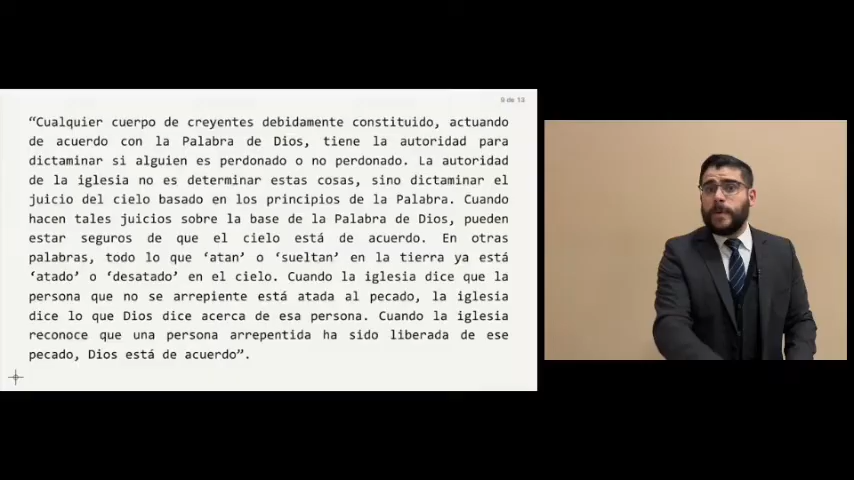 9 de 13
“Cualquier cuerpo de creyentes debidamente constituido, actuando
de acuerdo con la Palabra de Dios, tiene la autoridad para
dictaminar si alguien es perdonado o no perdonado. La autoridad
de la iglesia no es determinar estas cosas, sino dictaminar el
juicio del cielo basado en los principios de la Palabra. Cuando
hacen tales juicios sobre la base de la Palabra de Dios, pueden
estar seguros de que el cielo está de acuerdo. En otras
palabras, todo lo que ‘atan’ o ‘sueltan’ en la tierra ya está
‘atado’ o ‘desatado’ en el cielo. Cuando la iglesia dice que la
persona que no se arrepiente está atada al pecado, la iglesia
dice lo que Dios dice acerca de esa persona. Cuando la iglesia
reconoce que una persona arrepentida ha sido liberada de ese
pecado, Dios está de acuerdo”.